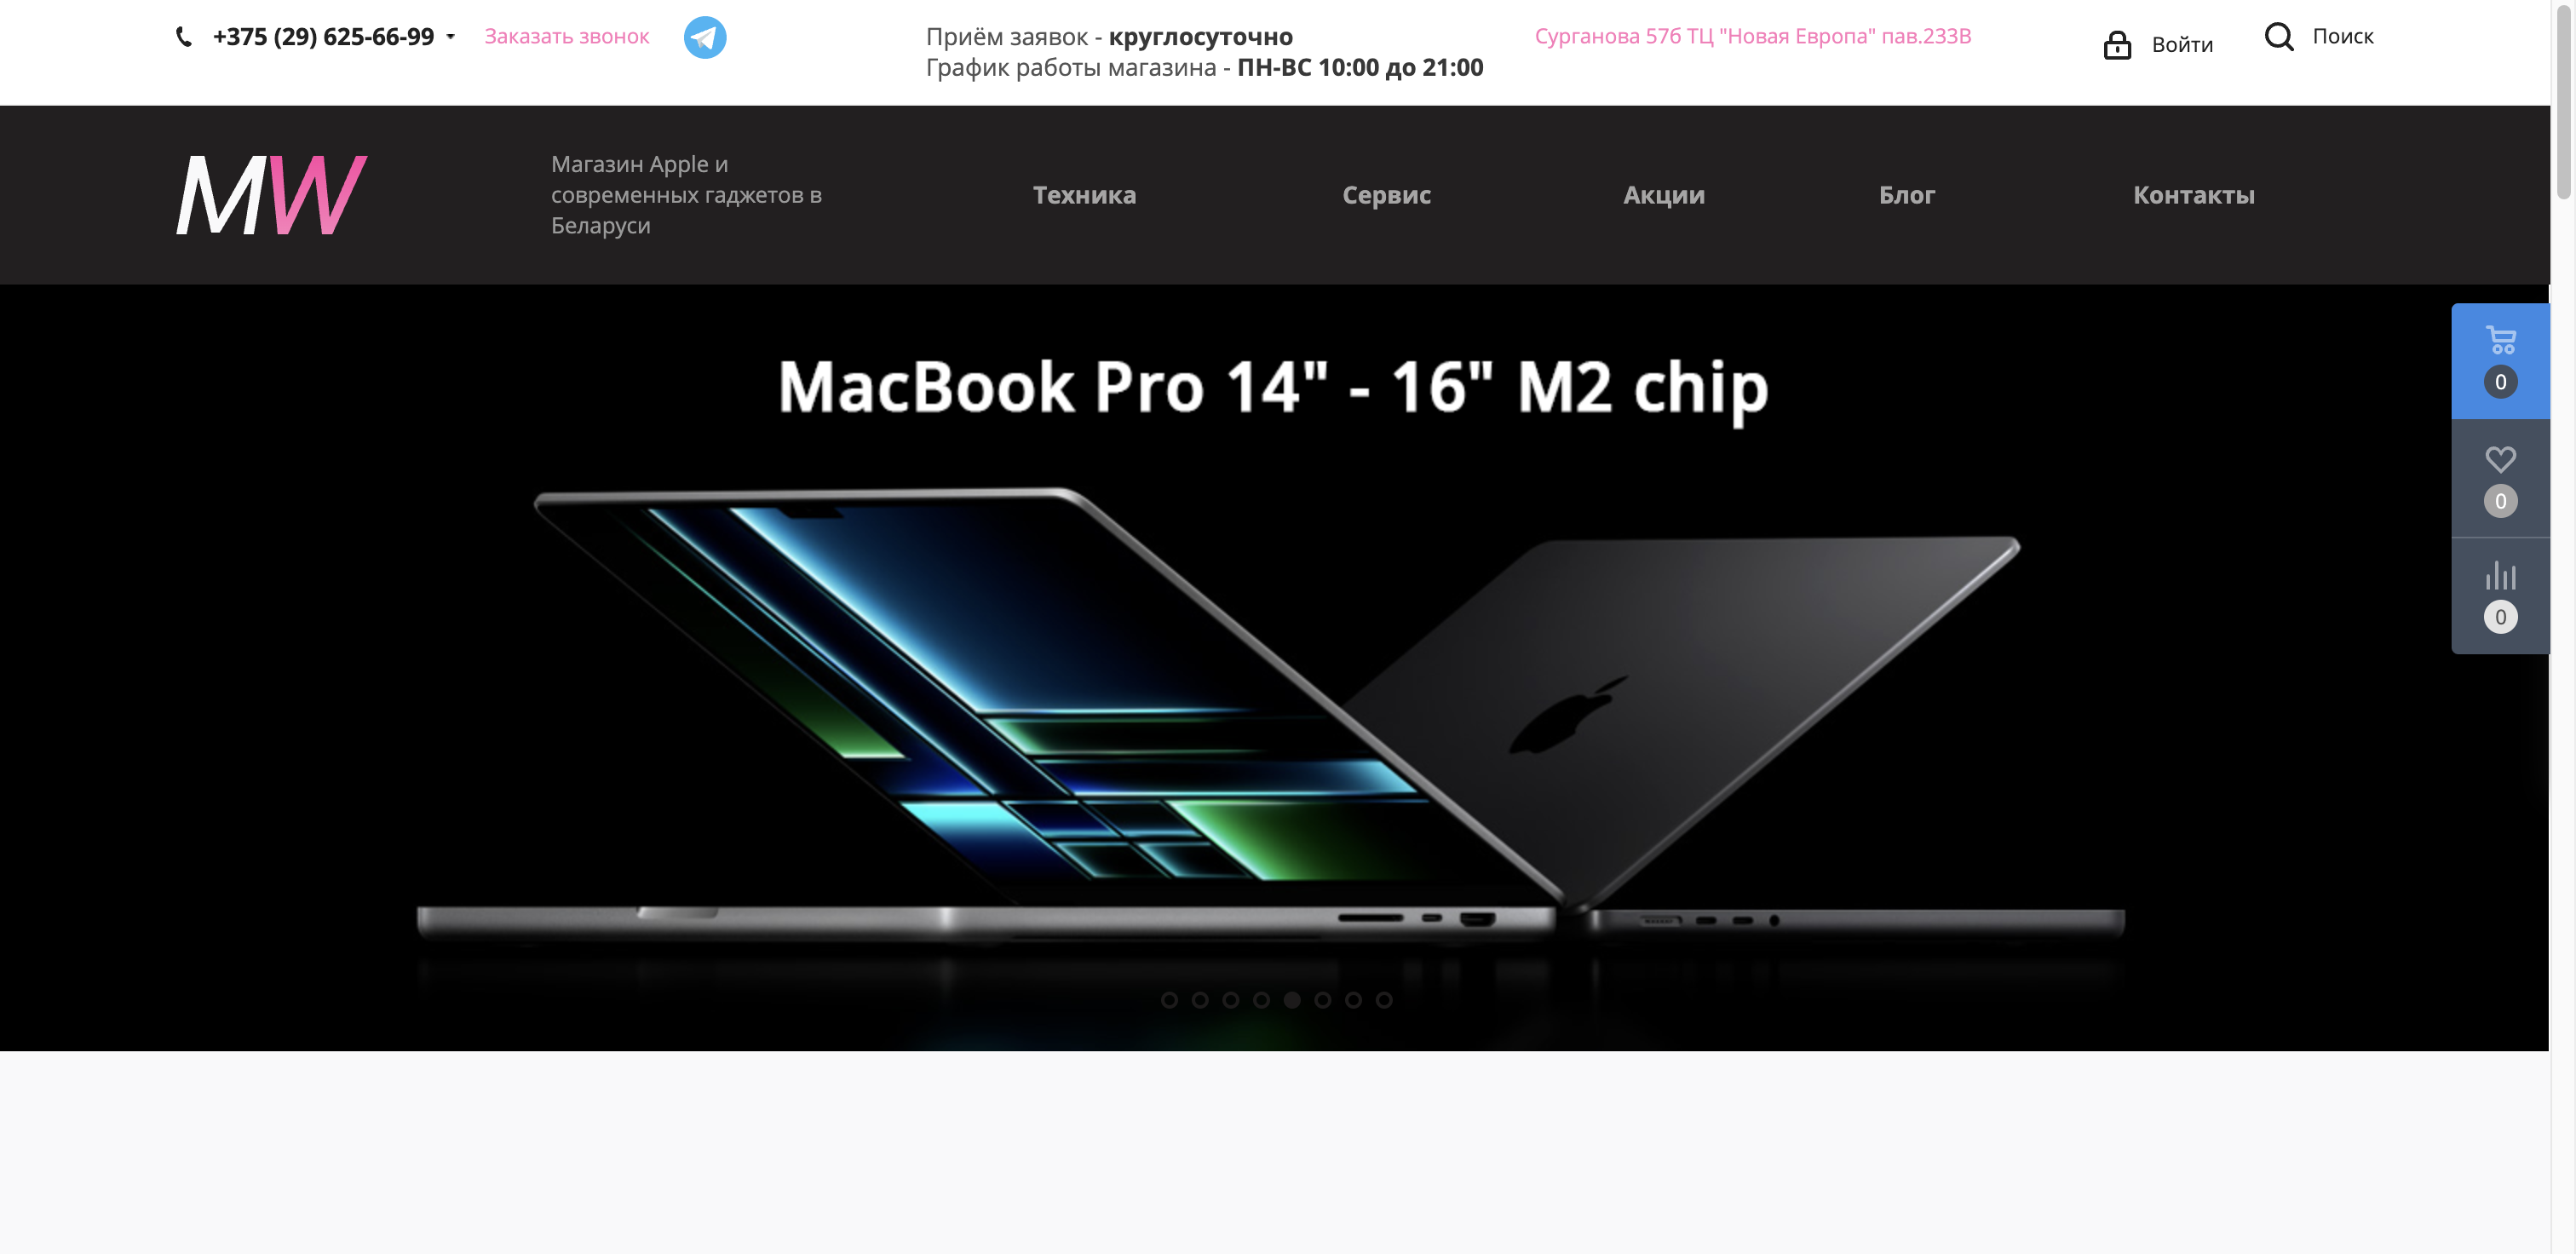 +375 (29) 625-66-99
Заказать звонок
Приём заявок - круглосуточно
График работы магазина - ПН-ВС 10:00 до 21:00
Сурганова 57б ТЦ "Новая Европа" пав.233В
Войти
Поиск
MW
Магазин Apple и
современных гаджетов в
Беларуси
Техника
Сервис
Акции
Блог
Контакты
MacBook Pro 14" - 16" M2 chip
0
0
0